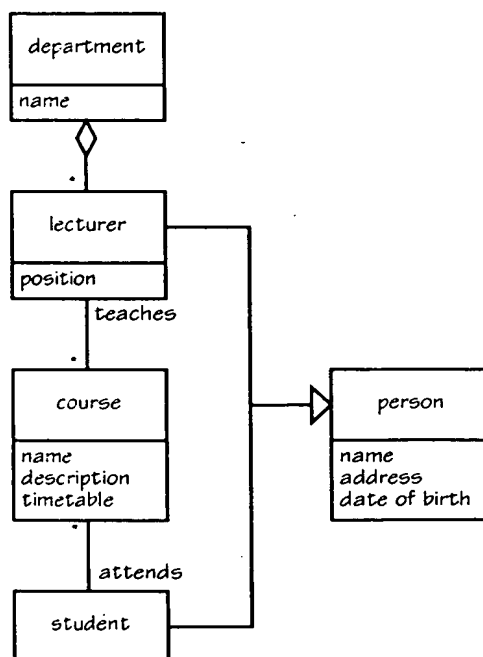 department
name
lecturer
position
teaches
course
name
description
timetable
person
name
address
date of birth
attends
student